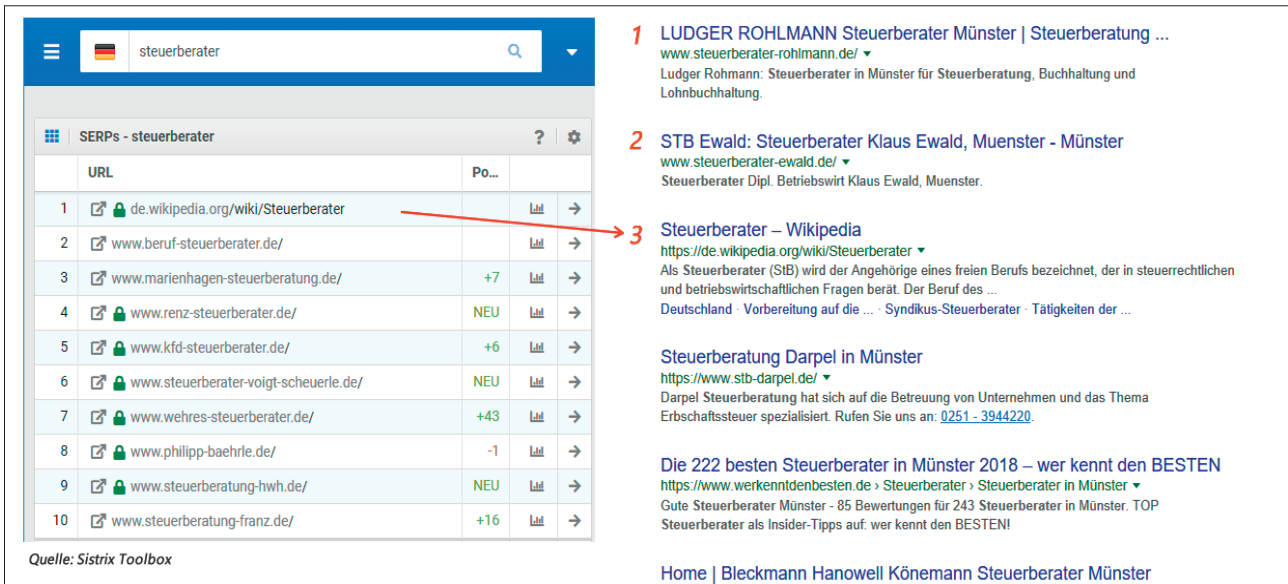 steuerberater
SERPs - steuerberater ?
URL Po...
1 de.wikipedia.org/wiki/Steuerberater
2 www.beruf-steuerberater.de/
3 www.marienhagen-steuerberatung.de/ +7
4 www.renz-steuerberater.de/ NEU
5 www.kfd-steuerberater.de/ +6
6 www.steuerberater-voigt-scheuerle.de/ NEU
7 www.wehres-steuerberater.de/ +43
8 www.philipp-baehrle.de/ -1
9 www.steuerberatung-hwh.de/ NEU
10 www.steuerberatung-franz.de/ +16
Quelle: Sistrix Toolbox
1 LUDGER ROHLMANN Steuerberater Münster | Steuerberatung ...
www.steuerberater-rohlmann.de/
Ludger Rohmann: Steuerberater in Münster für Steuerberatung, Buchhaltung und
Lohnbuchhaltung.
2 STB Ewald: Steuerberater Klaus Ewald, Muenster - Münster
www.steuerberater-ewald.de/
Steuerberater Dipl. Betriebswirt Klaus Ewald, Muenster.
3 Steuerberater – Wikipedia
https://de.wikipedia.org/wiki/Steuerberater
Als Steuerberater (StB) wird der Angehörige eines freien Berufs bezeichnet, der in steuerrechtlichen
und betriebswirtschaftlichen Fragen berät. Der Beruf des ...
Deutschland · Vorbereitung auf die ... · Syndikus-Steuerberater · Tätigkeiten der ...
Steuerberatung Darpel in Münster
https://www.stb-darpel.de/
Darpel Steuerberatung hat sich auf die Betreuung von Unternehmen und das Thema
Erbschaftssteuer spezialisiert. Rufen Sie uns an: 0251 - 3944220.
Die 222 besten Steuerberater in Münster 2018 – wer kennt den BESTEN
https://www.werkenntdenbesten.de › Steuerberater › Steuerberater in Münster
Gute Steuerberater Münster - 85 Bewertungen für 243 Steuerberater in Münster. TOP
Steuerberater als Insider-Tipps auf: wer kennt den BESTEN!
Home | Bleckmann Hanowell Könemann Steuerberater Münster